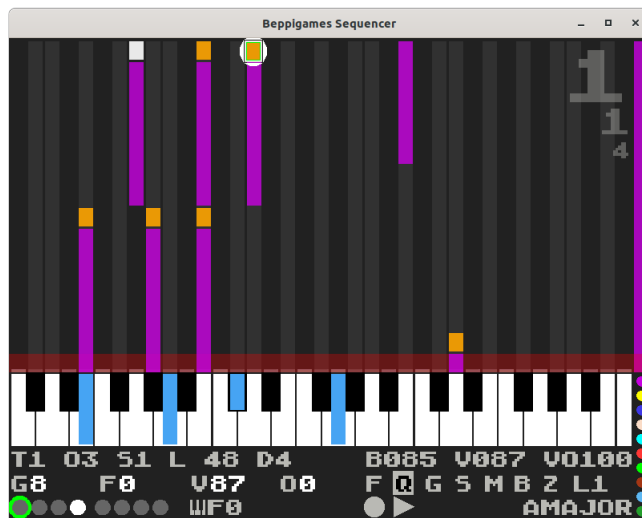 Beppigames Sequencer
1
1
4
T1 O3 S1 L 48 D4 B085 V087 VO100
G8 F0 V87 O0 F Q G S M B Z L1
F0 AMAJOR